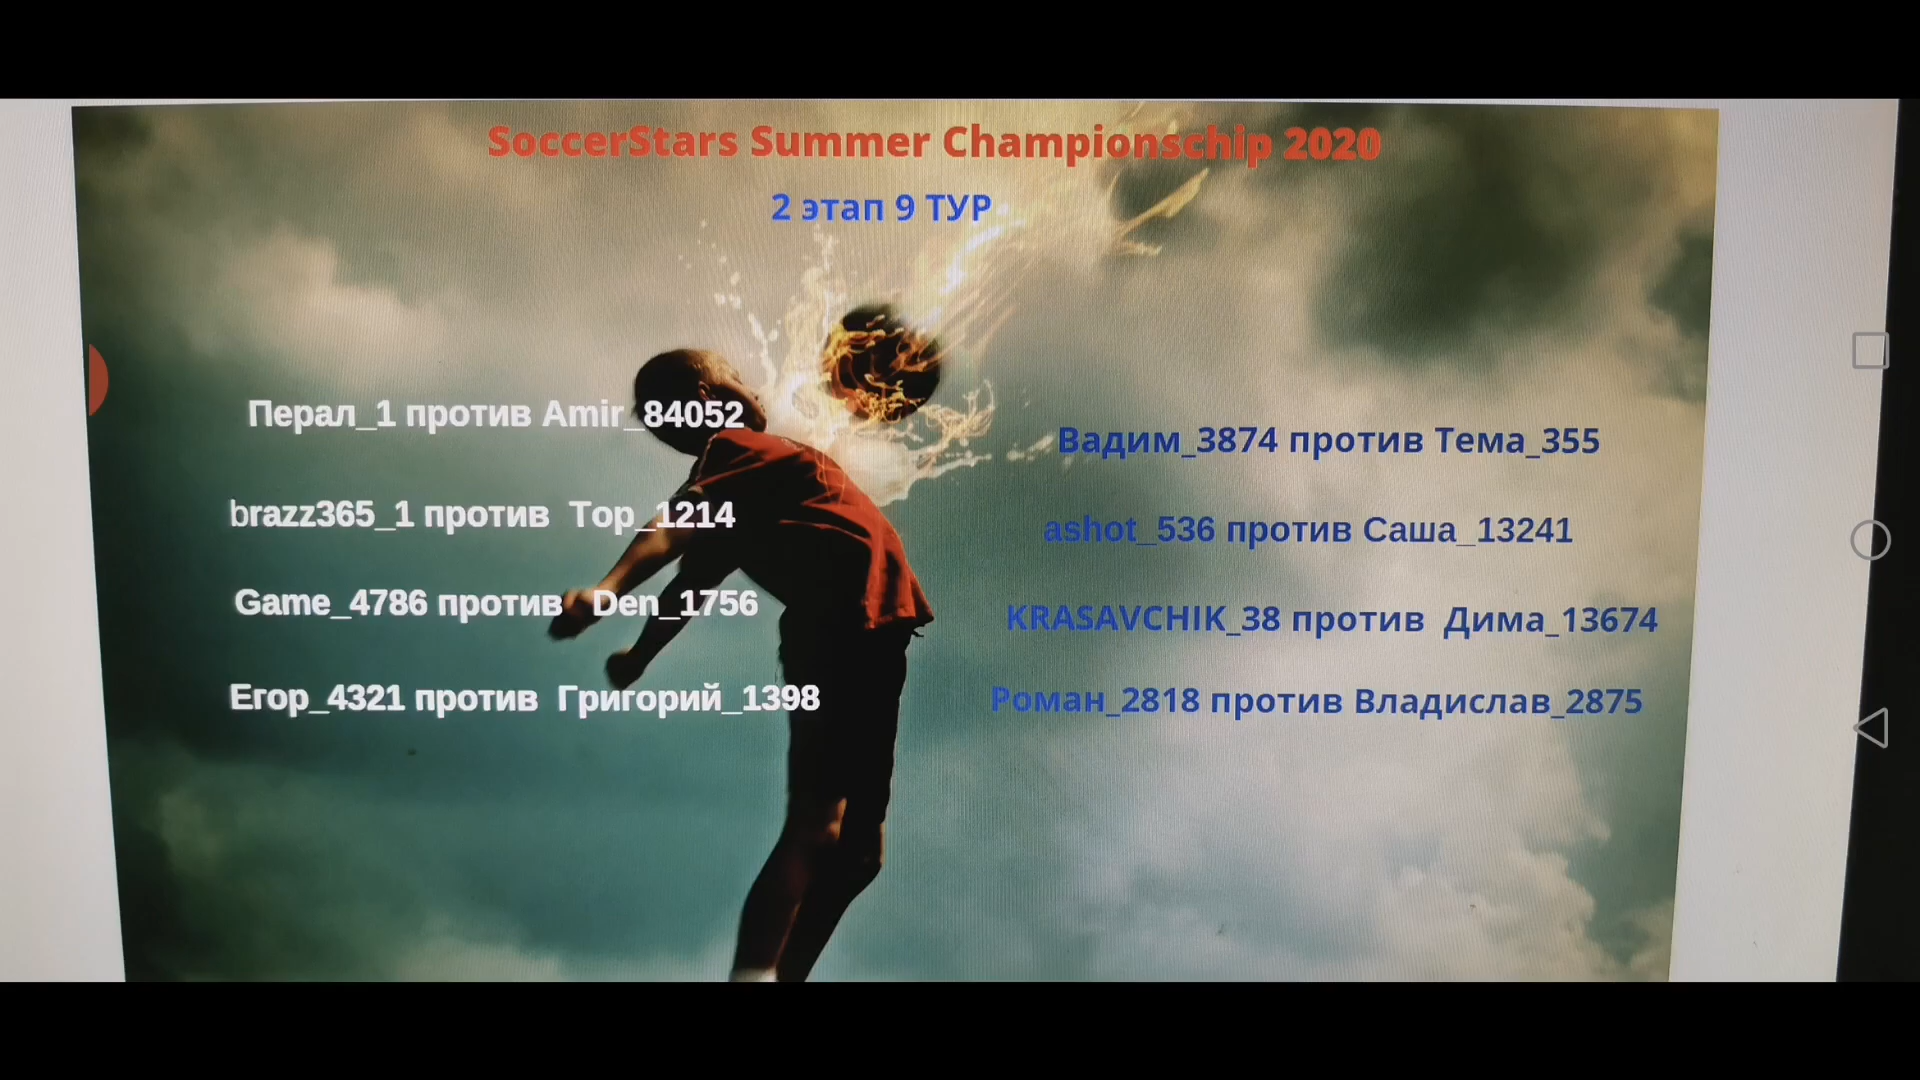 SoccerStars Summer Championschip 2020
2 этап 9 ТУР
Перал_1 против Amir_84052
brazz365_1 против Тор_1214
Game_4786 против Den_1756
Егор_4321 против Григорий_1398
Вадим_3874 против Тема_355
ashot_536 против Саша_13241
KRASAVCHIK_38 против Дима_13674
Роман_2818 против Владислав_2875